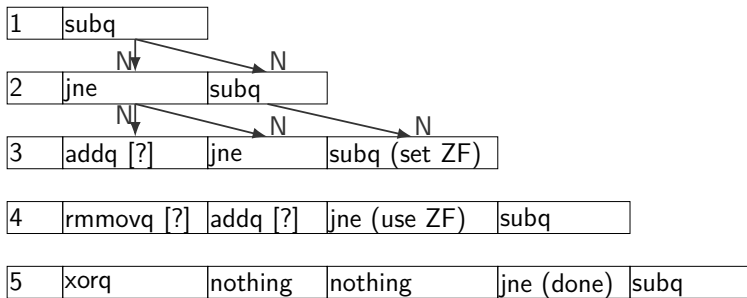 1 subq
N N
2 jne subq
N N N
3 addq [?] jne subq (set ZF)
4 rmmovq [?] addq [?] jne (use ZF) subq
5 xorq nothing nothing jne (done) subq